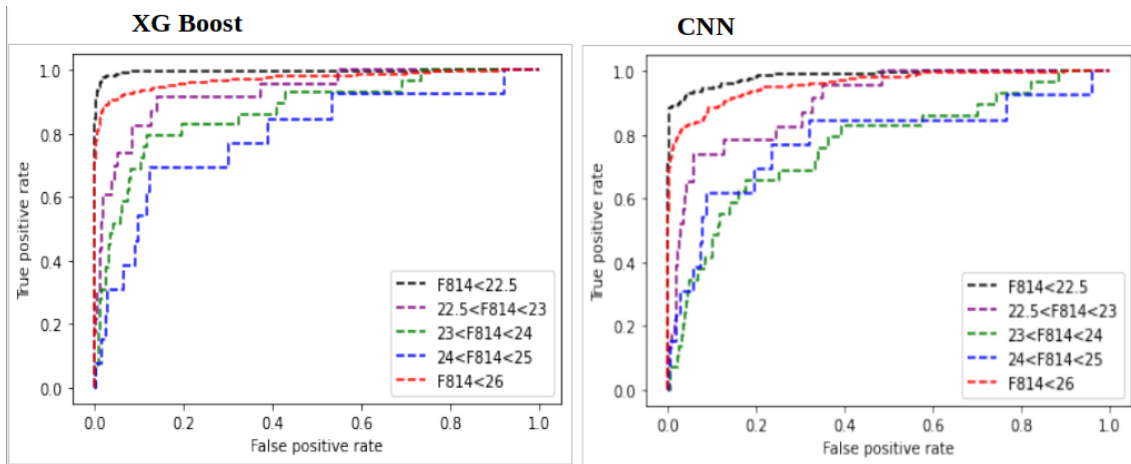 XG Boost
True positive rate
1.0
0.8
0.6
0.4
0.2
0.0
F814<22.5
22.5<F814<23
23<F814<24
24<F814<25
F814<26
0.0 0.2 0.4 0.6 0.8 1.0
False positive rate
CNN
True positive rate
1.0
0.8
0.6
0.4
0.2
0.0
F814<22.5
22.5<F814<23
23<F814<24
24<F814<25
F814<26
0.0 0.2 0.4 0.6 0.8 1.0
False positive rate